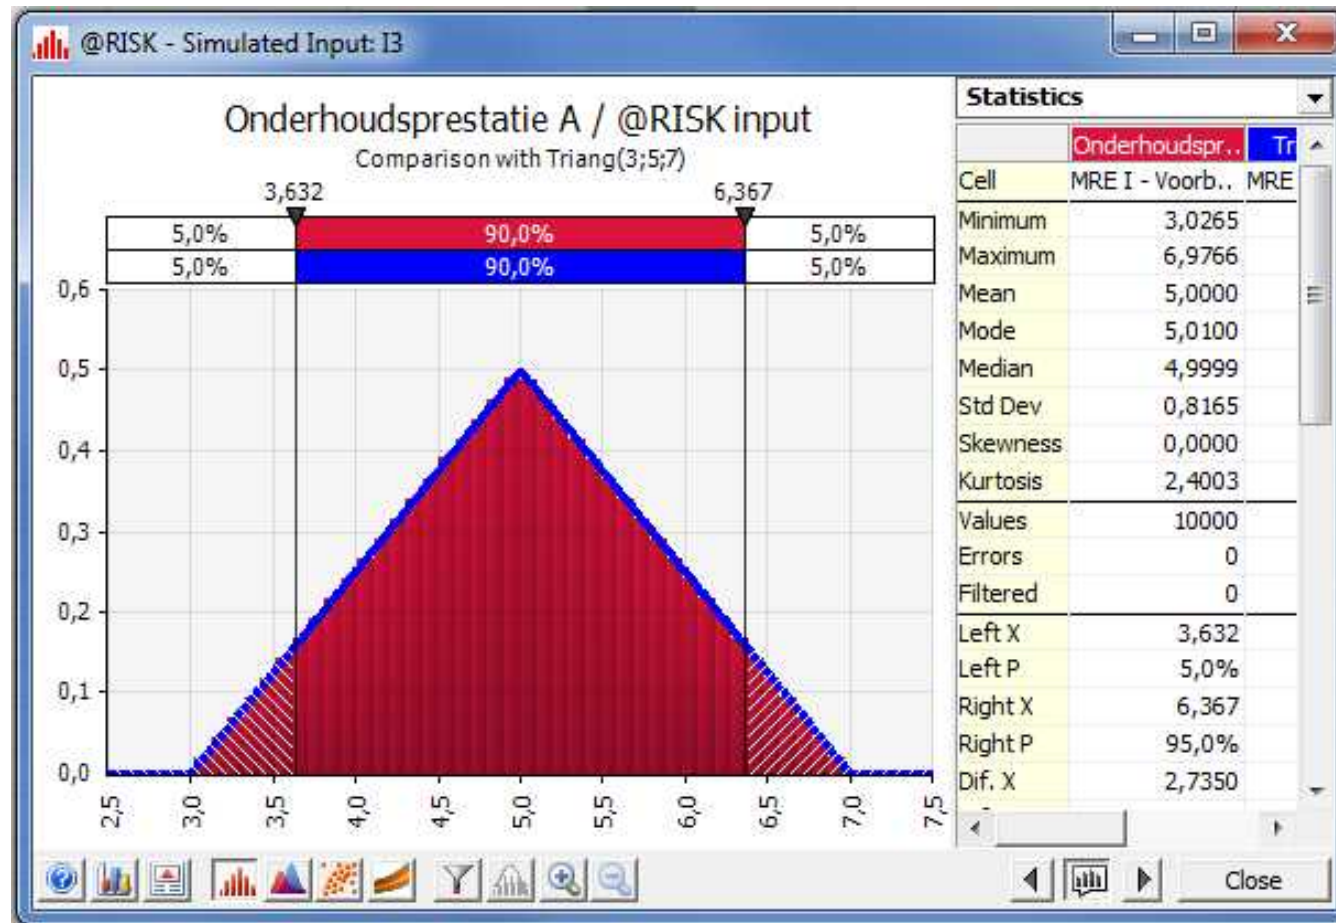 @RISK - Simulated Input: I3
Onderhoudsprestatie A / @RISK input
Comparison with Triang(3;5;7)
3,632 6,367
5,0% 90,0% 5,0%
5,0% 90,0% 5,0%
0,6
0,5
0,4
0,3
0,2
0,1
0,0
2,5 3,0 3,5 4,0 4,5 5,0 5,5 6,0 6,5 7,0 7,5
Statistics
Onderhoudspr.. Tr
Cell MRE I - Voorb.. MRE
Minimum 3,0265
Maximum 6,9766
Mean 5,0000
Mode 5,0100
Median 4,9999
Std Dev 0,8165
Skewness 0,0000
Kurtosis 2,4003
Values 10000
Errors 0
Filtered 0
Left X 3,632
Left P 5,0%
Right X 6,367
Right P 95,0%
Dif. X 2,7350
Close